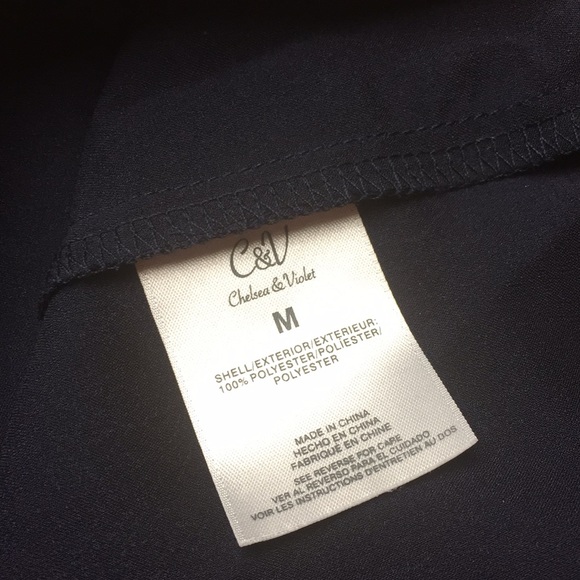 C&V
Chelsea & Violet
M
SHELL/EXTERIOR/EXTERIEUR:
100% POLYESTER/POLIESTER/
POLYESTER
MADE IN CHINA
HECHO EN CHINA
FABRIQUÉ EN CHINE
SEE REVERSE FOR CARE
VER AL REVERSO PARA EL CUIDADO
VOIR LES INSTRUCTIONS D'ENTRETIEN AU DOS